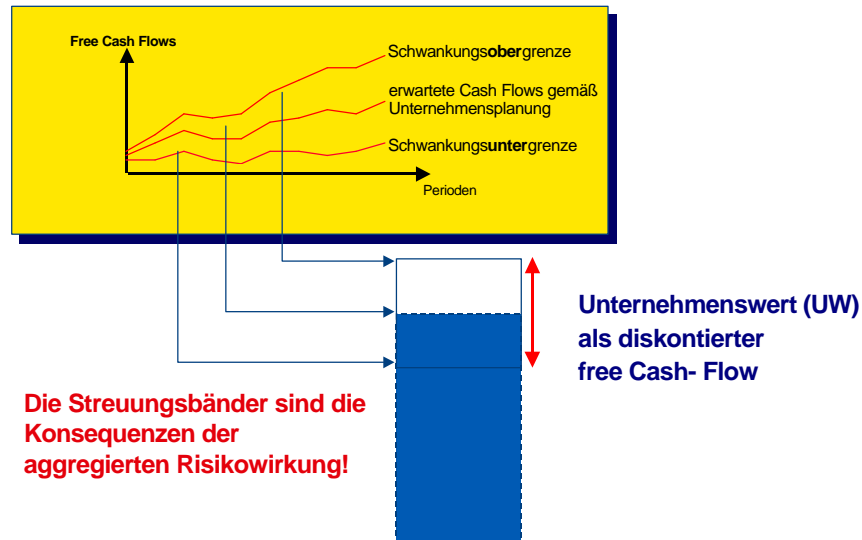 Free Cash Flows
Schwankungsobergrenze
erwartete Cash Flows gemäß
Unternehmensplanung
Schwankungsuntergrenze
Perioden
Unternehmenswert (UW)
als diskontierter
free Cash- Flow
Die Streuungsbänder sind die
Konsequenzen der
aggregierten Risikowirkung!